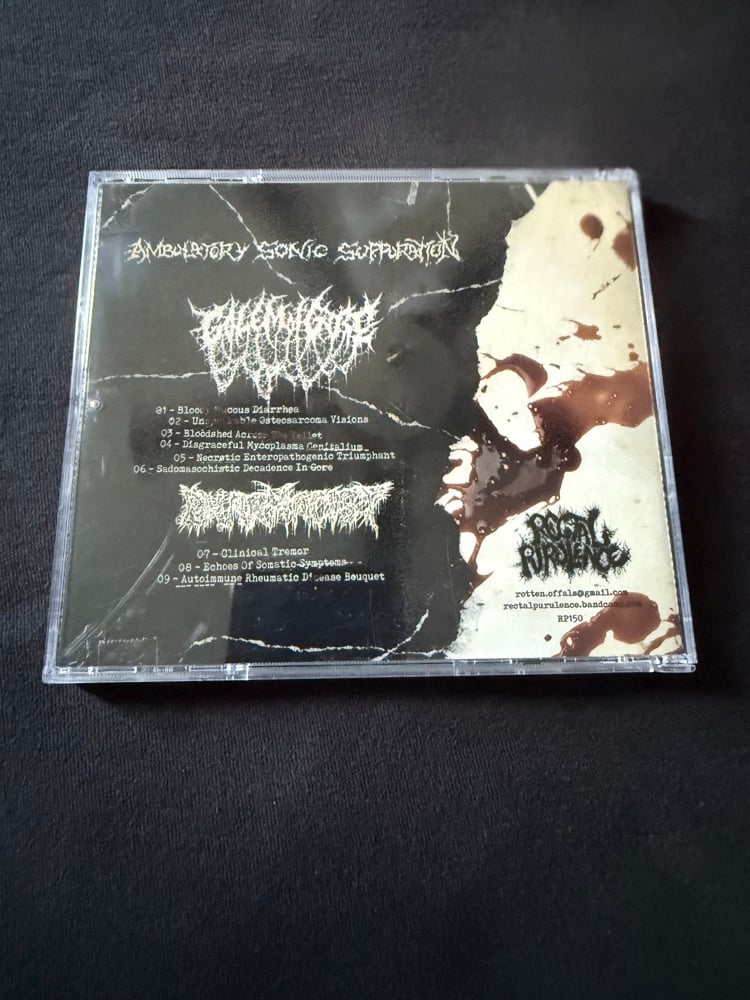 Ambulatory Sonic Suppuration
01 - Bloody Mucous Diarrhea
02 - Unspeakable Osteosarcoma Visions
03 - Bloodshed Across The Toilet
04 - Disgraceful Mycoplasma Genitalium
05 - Necrotic Enteropathogenic Triumphant
06 - Sadomasochistic Decadence In Gore
07 - Clinical Tremor
08 - Echoes Of Somatic Symptoms
09 - Autoimmune Rheumatic Disease Bouquet
Rectal
Purulence
rotten.offals@gmail.com
rectalpurulence.bandcamp.com
RP150